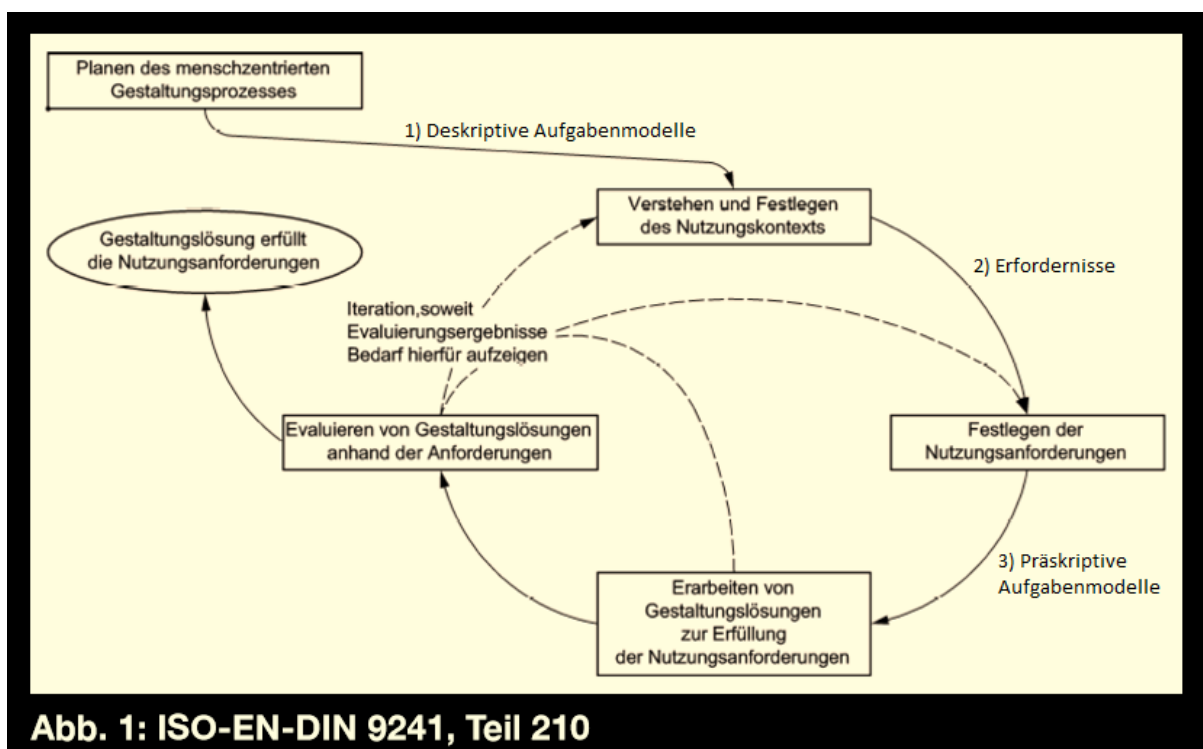 Planen des menschzentrierten
Gestaltungsprozesses
1) Deskriptive Aufgabenmodelle
Verstehen und Festlegen
des Nutzungskontexts
Gestaltungslösung erfüllt
die Nutzungsanforderungen
2) Erfordernisse
Iteration,soweit
Evaluierungsergebnisse
Bedarf hierfür aufzeigen
Evaluieren von Gestaltungslösungen
anhand der Anforderungen
Festlegen der
Nutzungsanforderungen
3) Präskriptive
Aufgabenmodelle
Erarbeiten von
Gestaltungslösungen
zur Erfüllung
der Nutzungsanforderungen
Abb. 1: ISO-EN-DIN 9241, Teil 210